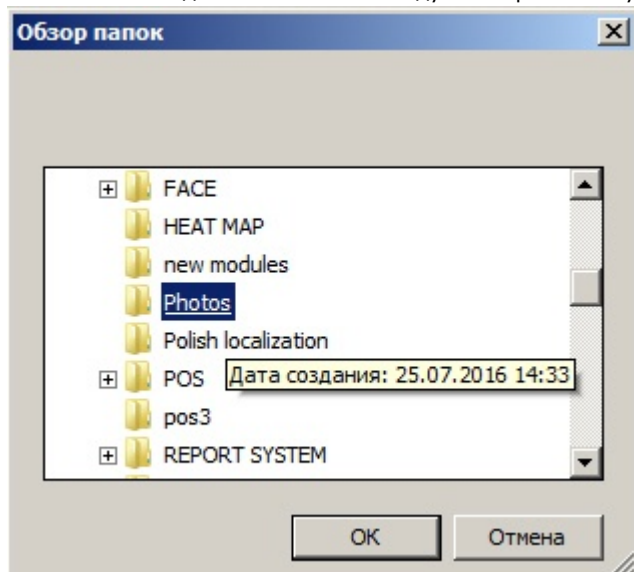 Обзор папок
FACE
HEAT MAP
new modules
Photos
Polish localization
POS
Дата создания: 25.07.2016 14:33
pos3
REPORT SYSTEM
OK
Отмена